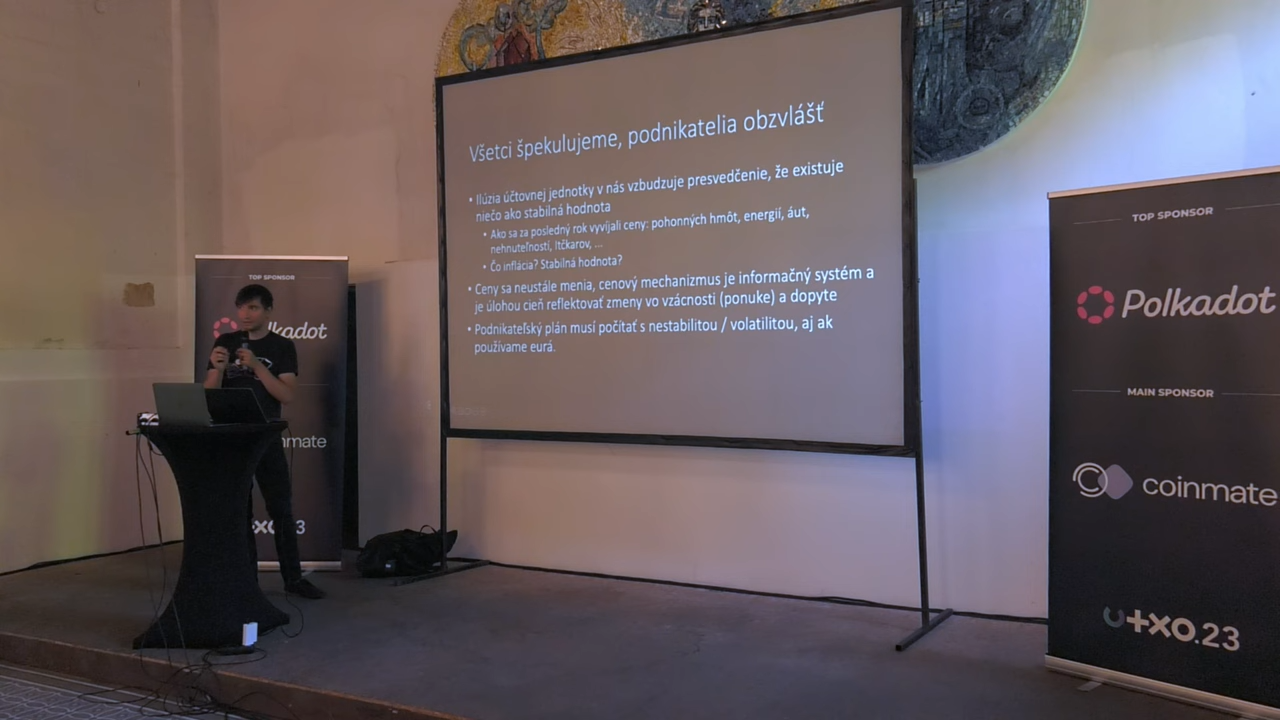 Všetci špekulujeme, podnikatelia obzvlášť
• Ilúzia účtovnej jednotky v nás vzbudzuje presvedčenie, že existuje
niečo ako stabilná hodnota
• Ako sa za posledný rok vyvíjali ceny: pohonných hmôt, energií, áut,
nehnuteľností, Itčkarov, ...
• Čo inflácia? Stabilná hodnota?
• Ceny sa neustále menia, cenový mechanizmus je informačný systém a
je úlohou cien reflektovať zmeny vo vzácnosti (ponuke) a dopyte
• Podnikateľský plán musí počítať s nestabilitou / volatilitou, aj ak
používame eurá.
TOP SPONSOR
lkadot
nmate
xo 3
TOP SPONSOR
Polkadot
MAIN SPONSOR
coinmate
utxo.23